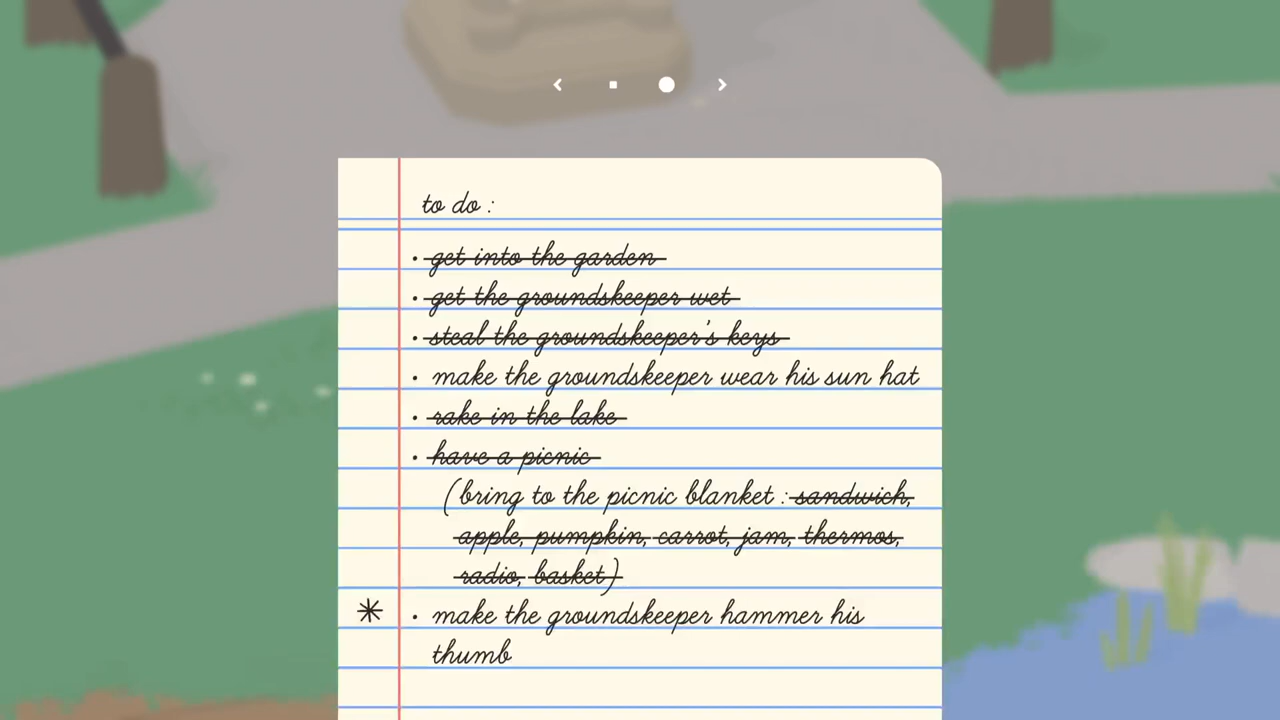 to do :
• get into the garden
• get the groundskeeper wet
• steal the groundskeeper's keys
• make the groundskeeper wear his sun hat
• rake in the lake
• have a picnic
(bring to the picnic blanket : sandwich,
apple, pumpkin, carrot, jam, thermos,
radio, basket)
• make the groundskeeper hammer his
thumb